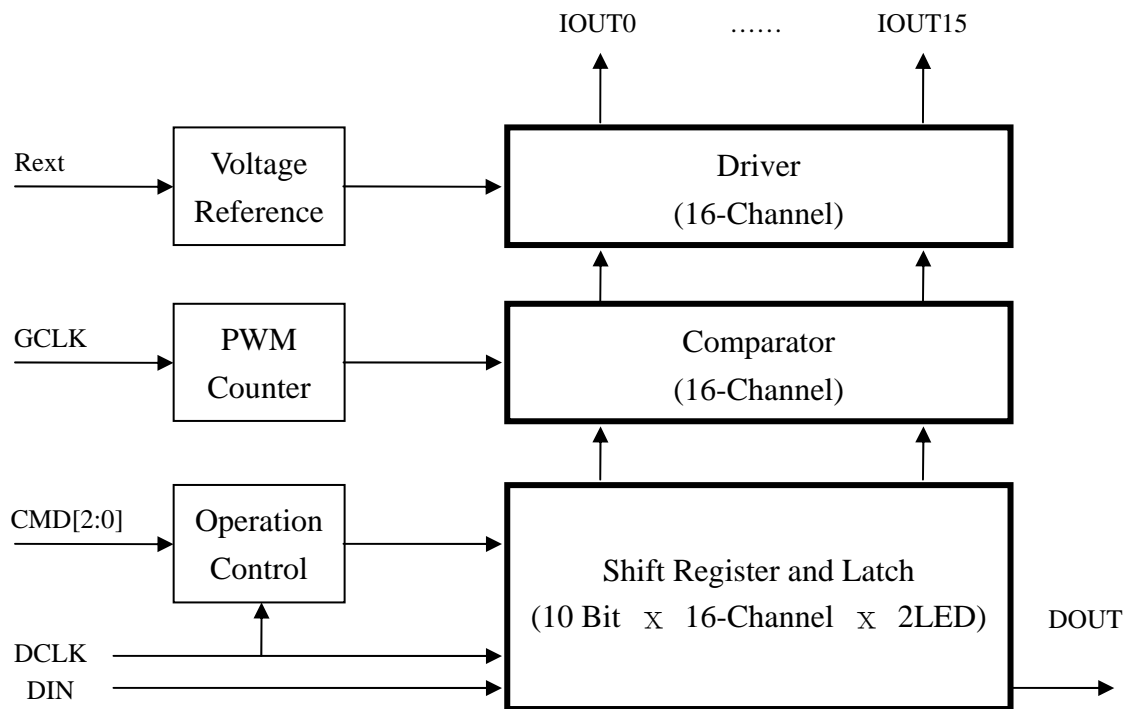 IOUT0 …… IOUT15
Rext
Voltage
Reference
Driver
(16-Channel)
GCLK
PWM
Counter
Comparator
(16-Channel)
CMD[2:0]
Operation
Control
Shift Register and Latch
(10 Bit x 16-Channel x 2LED)
DOUT
DCLK
DIN